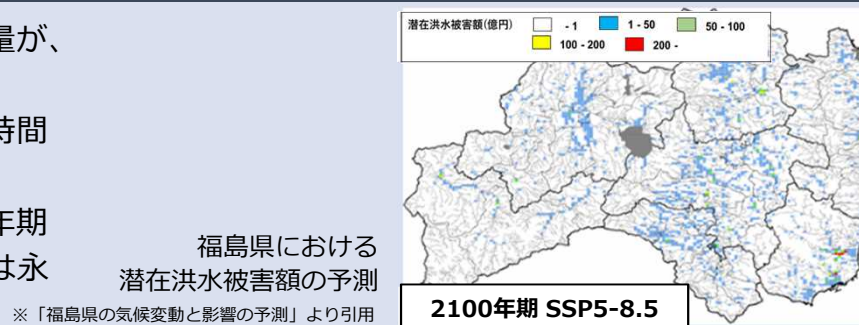 量が、
時間
年期
は永
福島県における
潜在洪水被害額の予測
※「福島県の気候変動と影響の予測」より引用
潜在洪水被害額(億円) - 1 1 - 50 50 - 100
100 - 200 200 -
2100年期 SSP5-8.5